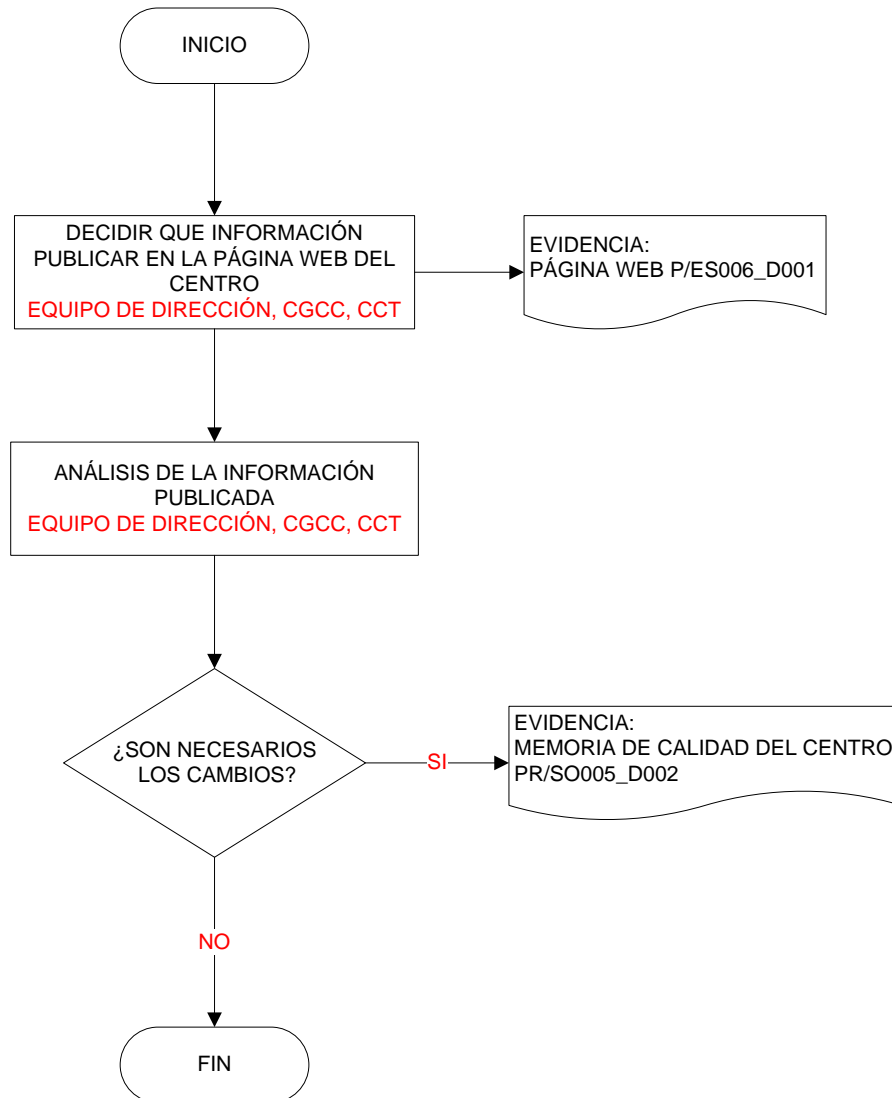 INICIO
DECIDIR QUE INFORMACIÓN
PUBLICAR EN LA PÁGINA WEB DEL
CENTRO
EQUIPO DE DIRECCIÓN, CGCC, CCT
EVIDENCIA:
PÁGINA WEB P/ES006_D001
ANÁLISIS DE LA INFORMACIÓN
PUBLICADA
EQUIPO DE DIRECCIÓN, CGCC, CCT
¿SON NECESARIOS
LOS CAMBIOS?
SI
EVIDENCIA:
MEMORIA DE CALIDAD DEL CENTRO
PR/SO005_D002
NO
FIN